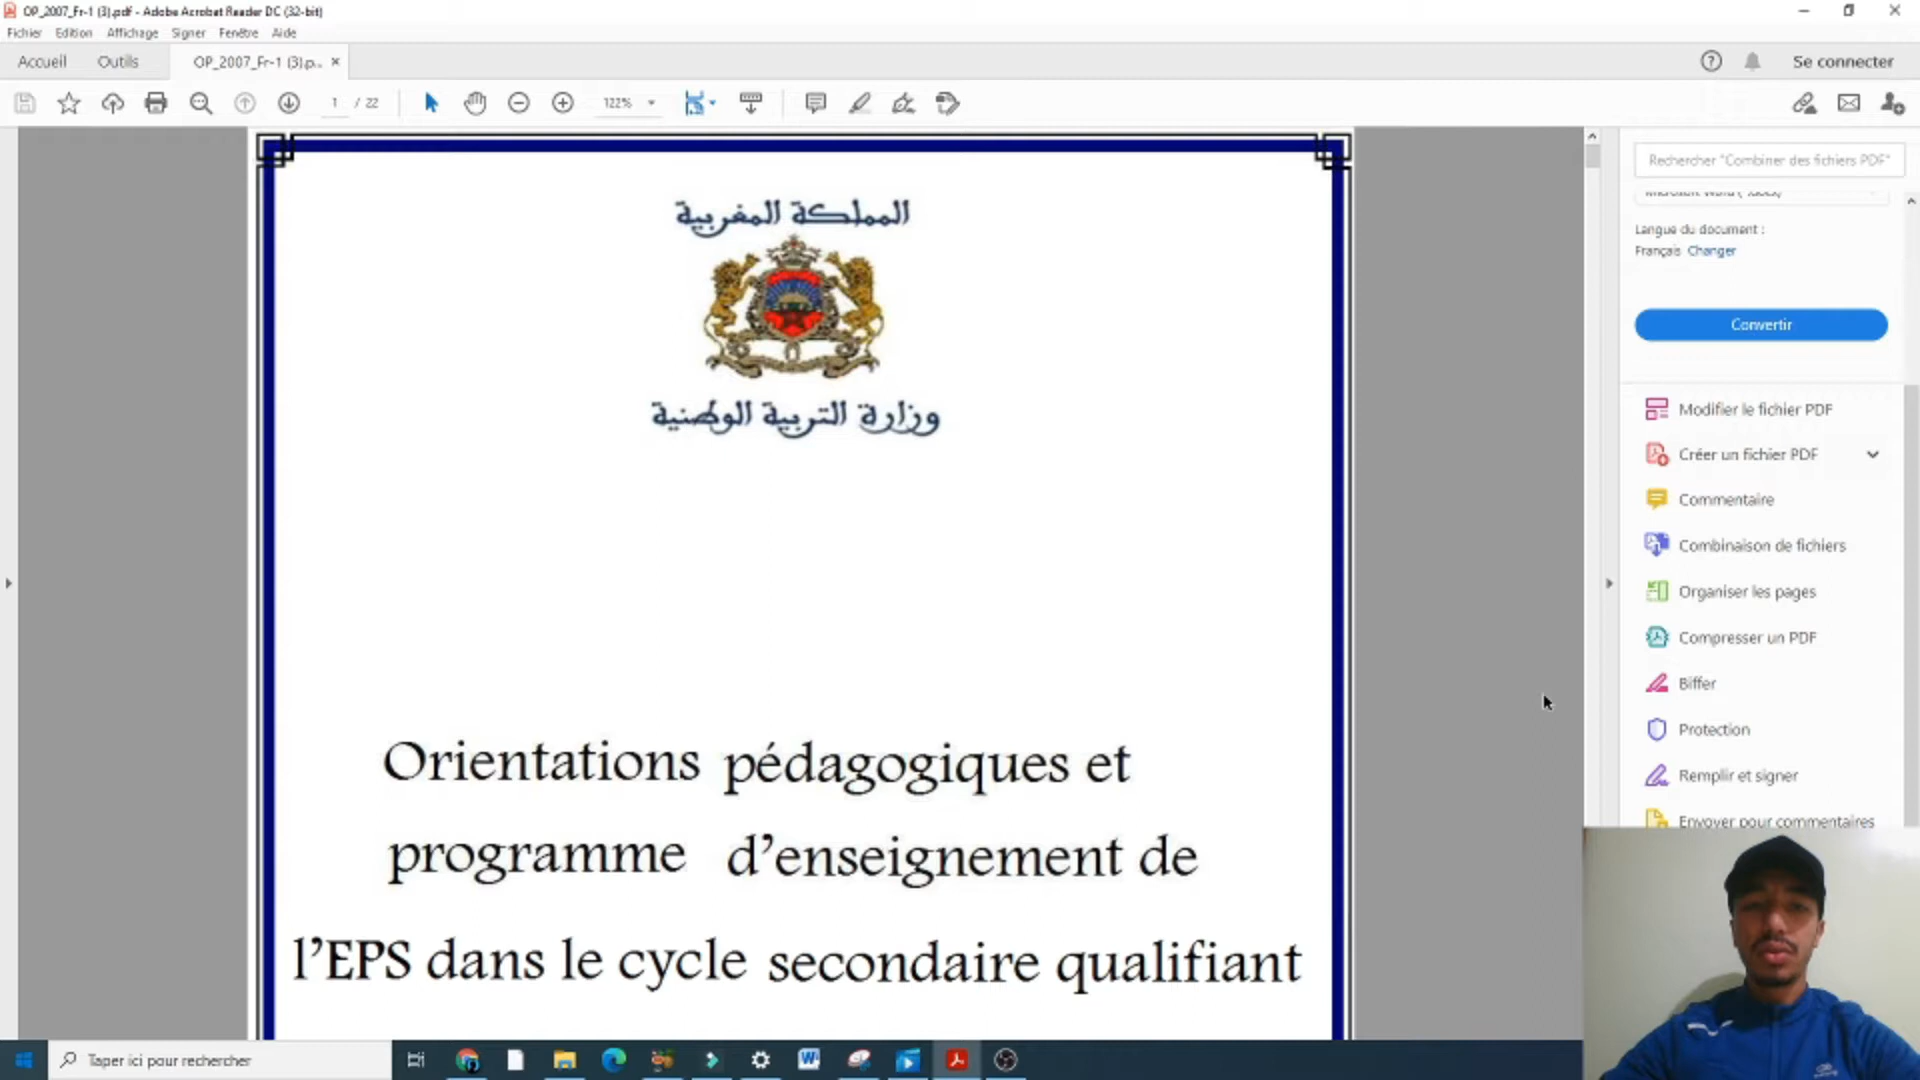 OP_2007_Fr-1 (3).pdf - Adobe Acrobat Reader DC (32-bit)
Fichier Edition Affichage Signer Fenêtre Aide
Accueil Outils OP_2007_Fr-1 (3).p... × Se connecter
1 / 22 122%
Rechercher "Combiner des fichiers PDF"
Microsoft Word (*.docx)
Langue du document :
Français Changer
Convertir
Modifier le fichier PDF
Créer un fichier PDF
Commentaire
Combinaison de fichiers
Organiser les pages
Compresser un PDF
Biffer
Protection
Remplir et signer
Envoyer pour commentaires
المملكة المغربية
وزارة التربية الوطنية
Orientations pédagogiques et
programme d'enseignement de
l'EPS dans le cycle secondaire qualifiant
Taper ici pour rechercher